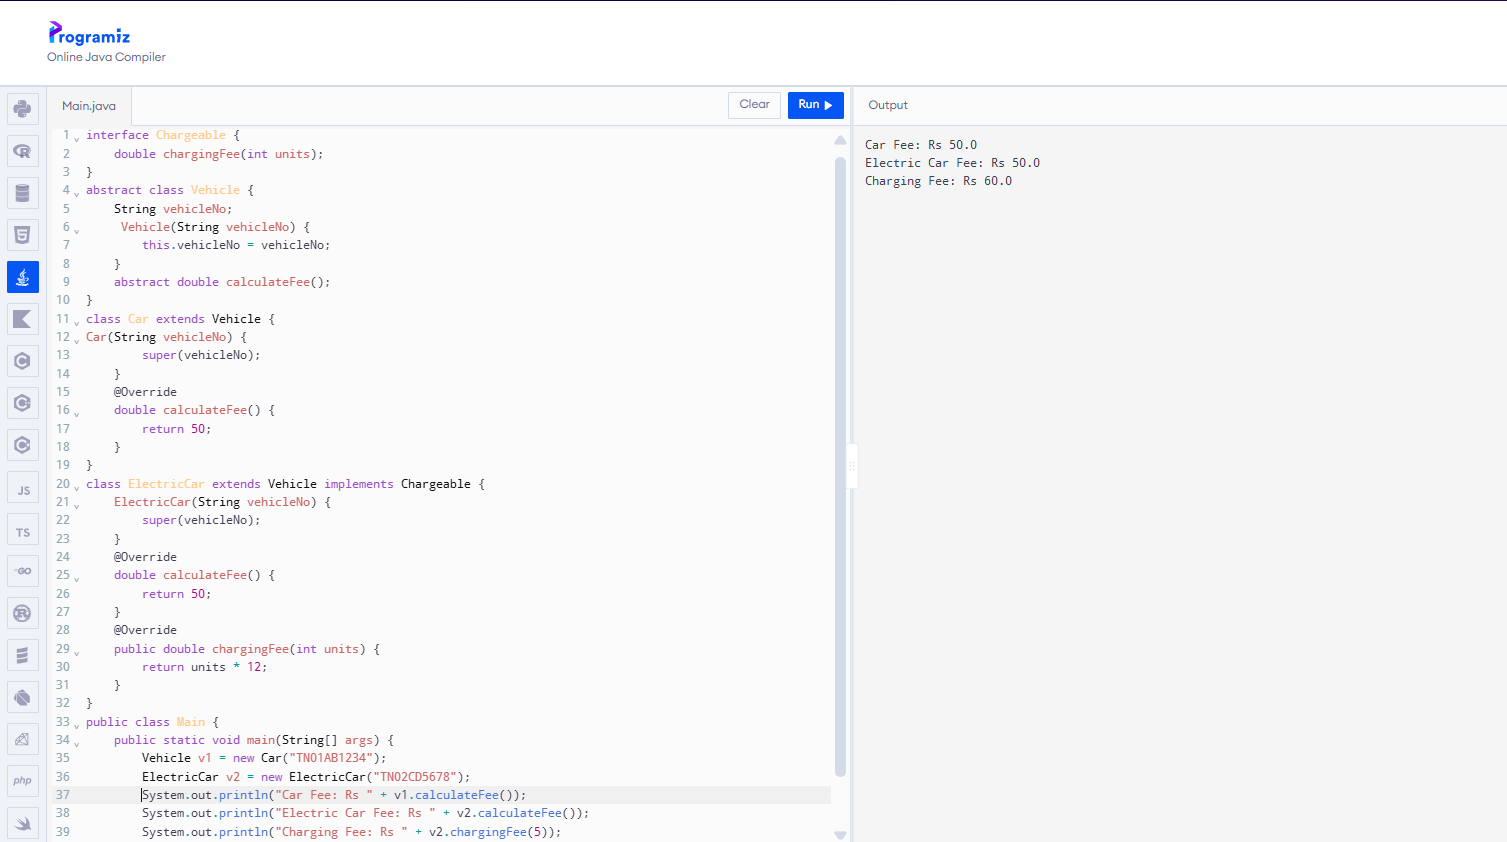 Programiz
Online Java Compiler
Main.java
Clear
Run
Output
1 interface Chargeable {
2     double chargingFee(int units);
3 }
4 abstract class Vehicle {
5     String vehicleNo;
6      Vehicle(String vehicleNo) {
7         this.vehicleNo = vehicleNo;
8     }
9     abstract double calculateFee();
10 }
11 class Car extends Vehicle {
12 Car(String vehicleNo) {
13         super(vehicleNo);
14     }
15     @Override
16     double calculateFee() {
17         return 50;
18     }
19 }
20 class ElectricCar extends Vehicle implements Chargeable {
21     ElectricCar(String vehicleNo) {
22         super(vehicleNo);
23     }
24     @Override
25     double calculateFee() {
26         return 50;
27     }
28     @Override
29     public double chargingFee(int units) {
30         return units * 12;
31     }
32 }
33 public class Main {
34     public static void main(String[] args) {
35         Vehicle v1 = new Car("TN01AB1234");
36         ElectricCar v2 = new ElectricCar("TN02CD5678");
37         System.out.println("Car Fee: Rs " + v1.calculateFee());
38         System.out.println("Electric Car Fee: Rs " + v2.calculateFee());
39         System.out.println("Charging Fee: Rs " + v2.chargingFee(5));
Car Fee: Rs 50.0
Electric Car Fee: Rs 50.0
Charging Fee: Rs 60.0
JS
TS
GO
php